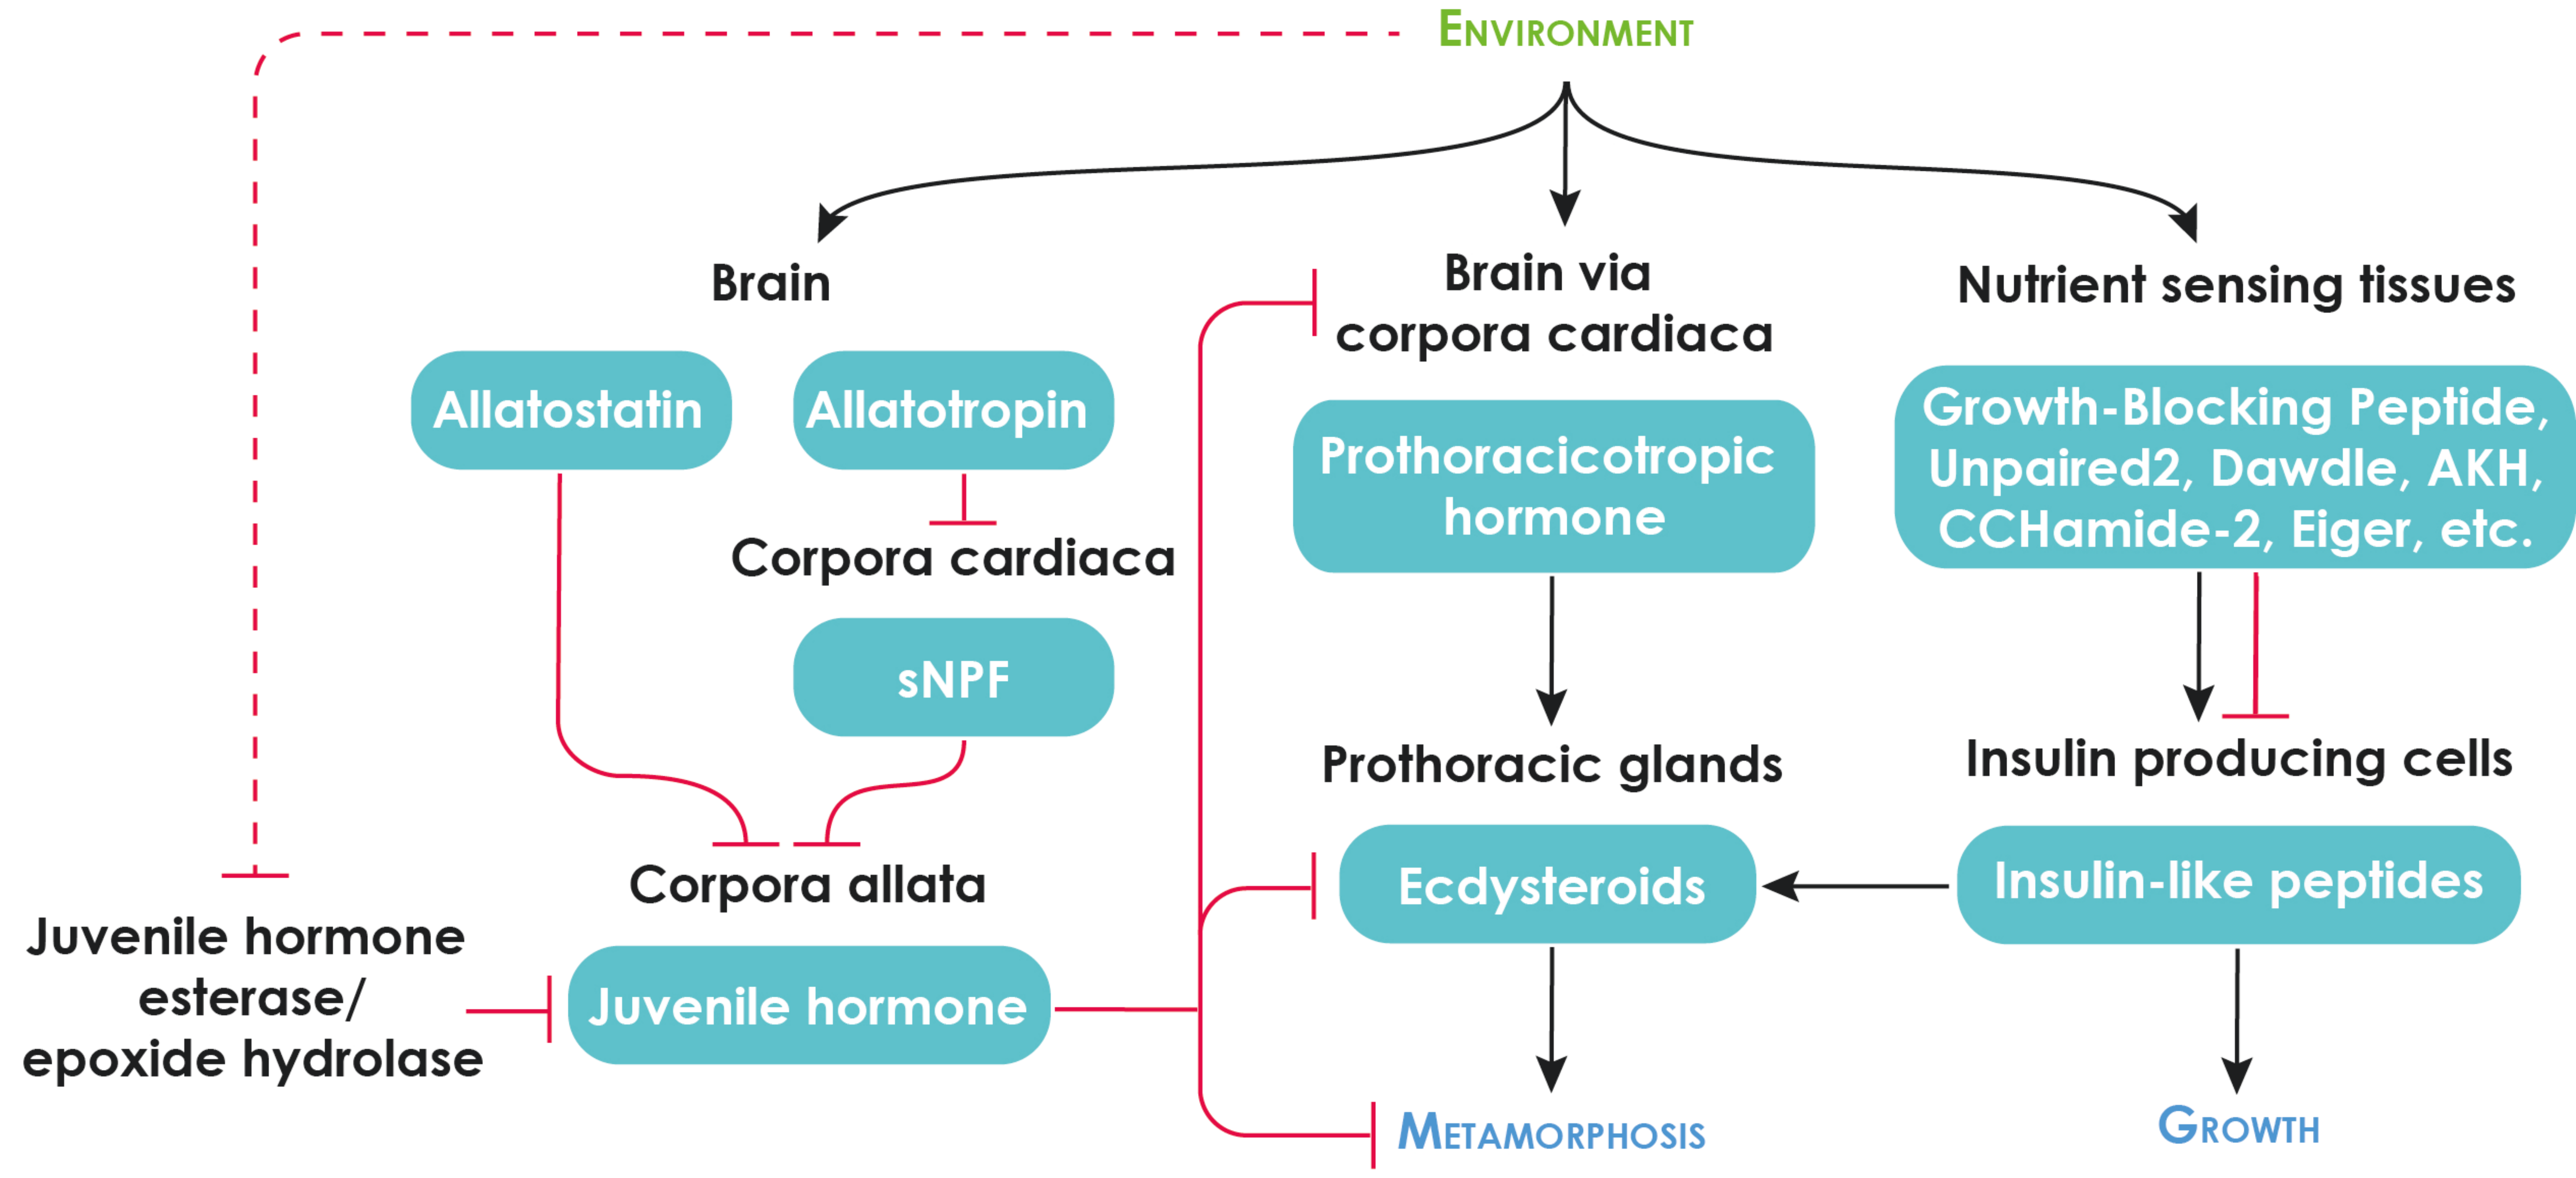 ENVIRONMENT
Brain
Allatostatin
Allatotropin
Corpora cardiaca
sNPF
Corpora allata
Juvenile hormone
Juvenile hormone
esterase/
epoxide hydrolase
Brain via
corpora cardiaca
Prothoracicotropic
hormone
Prothoracic glands
Ecdysteroids
METAMORPHOSIS
Nutrient sensing tissues
Growth-Blocking Peptide,
Unpaired2, Dawdle, AKH,
CCHamide-2, Eiger, etc.
Insulin producing cells
Insulin-like peptides
GROWTH